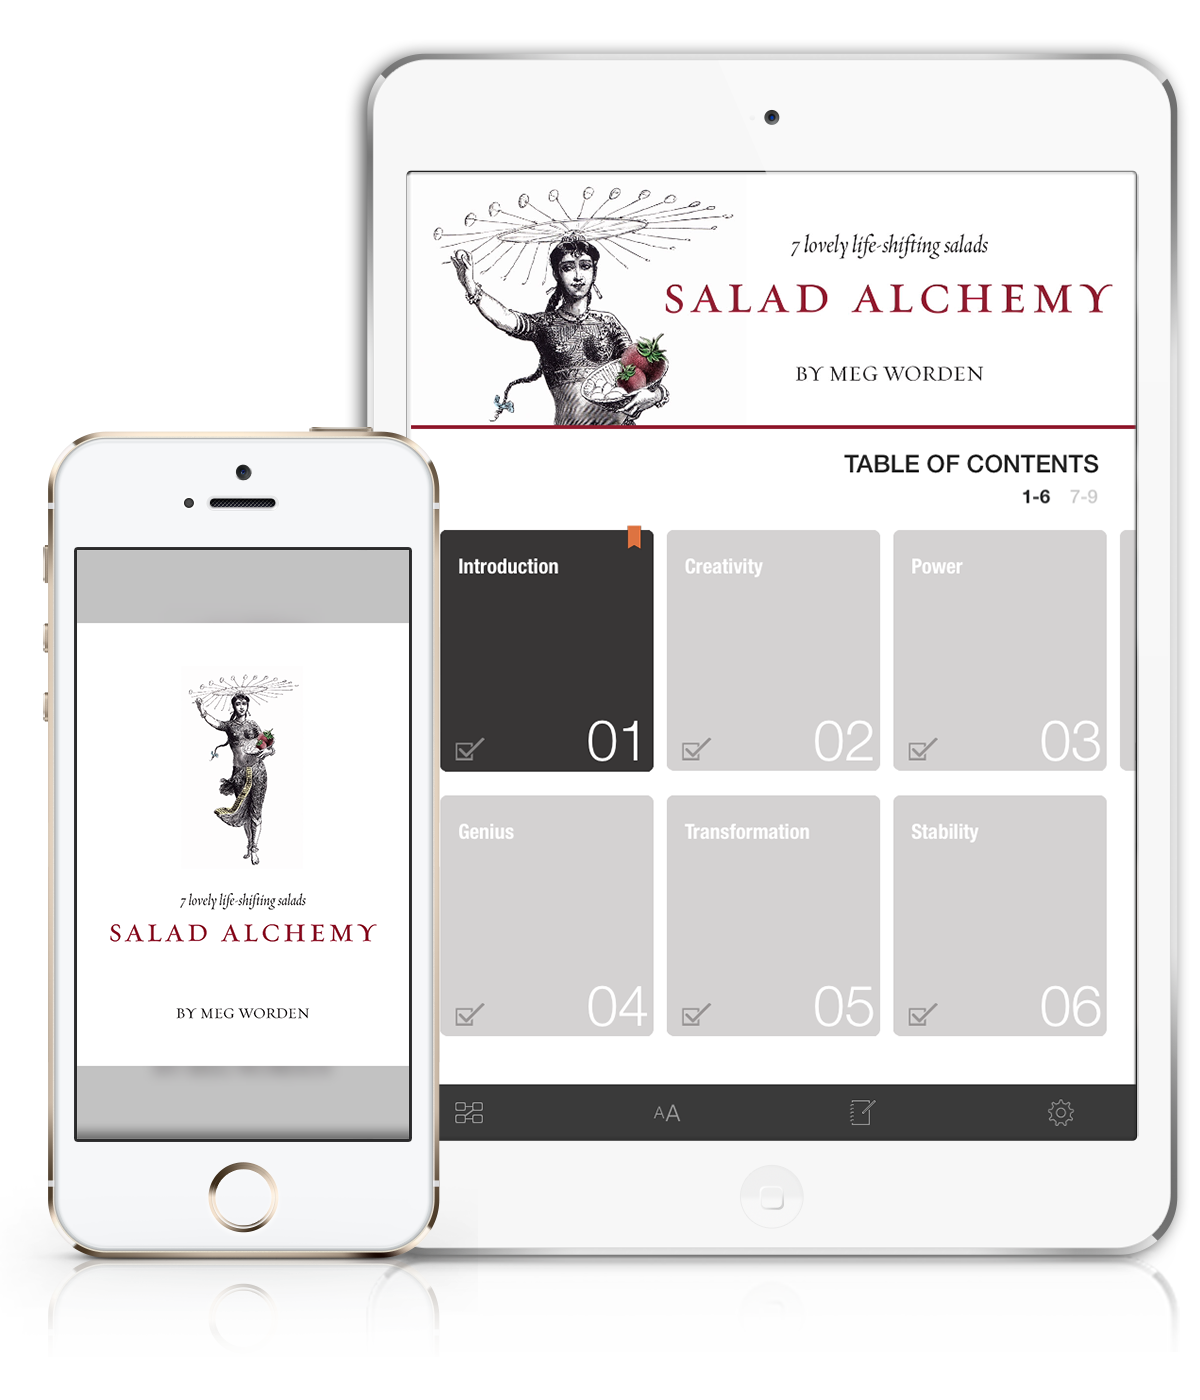 7 lovely life-shifting salads
SALAD ALCHEMY
BY MEG WORDEN
TABLE OF CONTENTS
1-6 7-9
Introduction
01
Creativity
02
Power
03
Genius
04
Transformation
05
Stability
06
AA
7 lovely life-shifting salads
SALAD ALCHEMY
BY MEG WORDEN